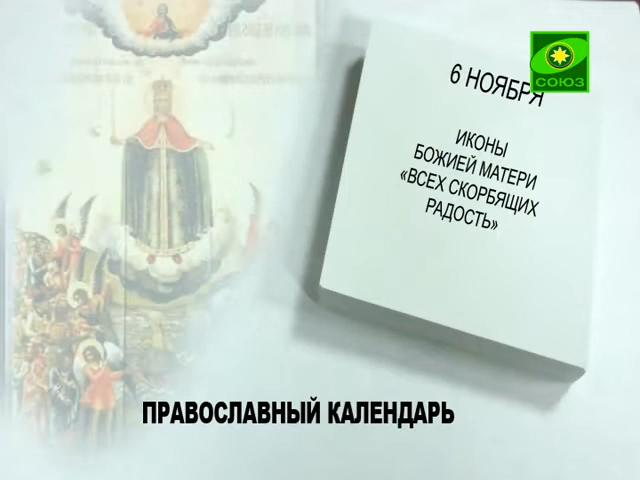 СОЮЗ
6 НОЯБРЯ
ИКОНЫ
БОЖИЕЙ МАТЕРИ
«ВСЕХ СКОРБЯЩИХ
РАДОСТЬ»
ПРАВОСЛАВНЫЙ КАЛЕНДАРЬ